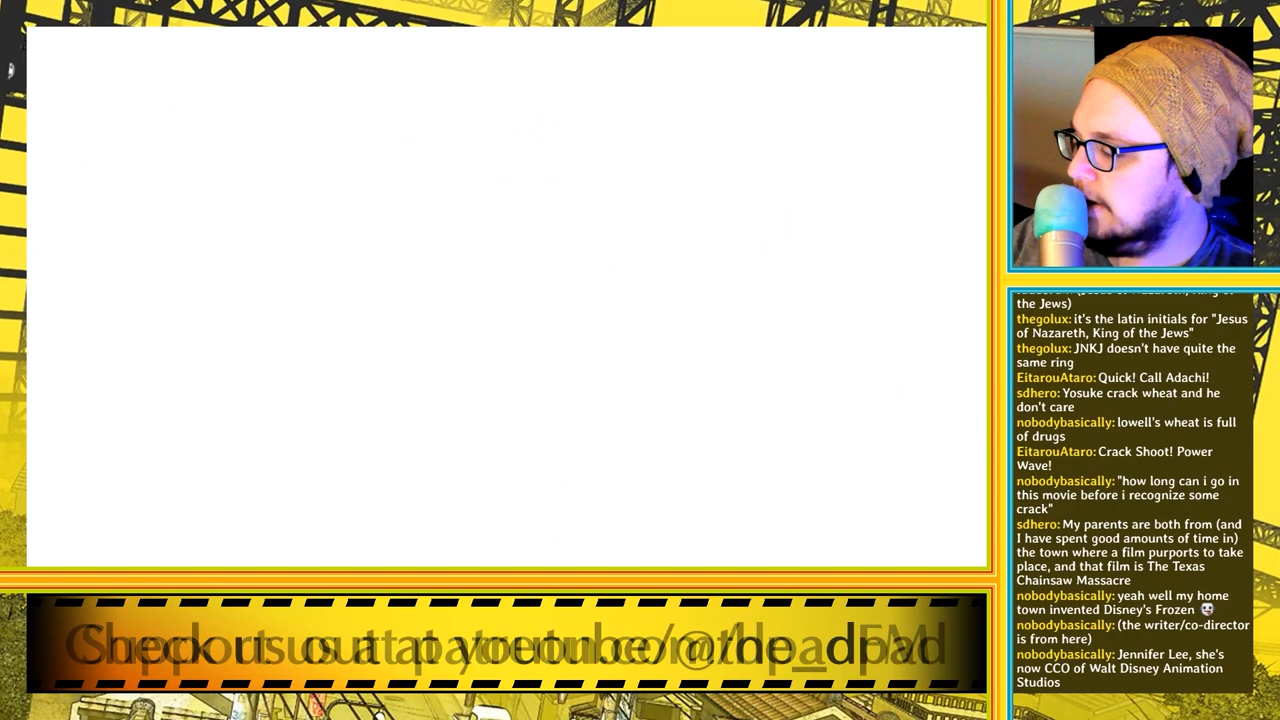 the Jews)
thegolux: it's the latin initials for "Jesus
of Nazareth, King of the Jews"
thegolux: JNKJ doesn't have quite the
same ring
EitarouAtaro: Quick! Call Adachi!
sdhero: Yosuke crack wheat and he
don't care
nobodybasically: lowell's wheat is full
of drugs
EitarouAtaro: Crack Shoot! Power
Wave!
nobodybasically: "how long can i go in
this movie before i recognize some
crack"
sdhero: My parents are both from (and
I have spent good amounts of time in)
the town where a film purports to take
place, and that film is The Texas
Chainsaw Massacre
nobodybasically: yeah well my home
town invented Disney's Frozen
nobodybasically: (the writer/co-director
is from here)
nobodybasically: Jennifer Lee, she's
now CCO of Walt Disney Animation
Studios